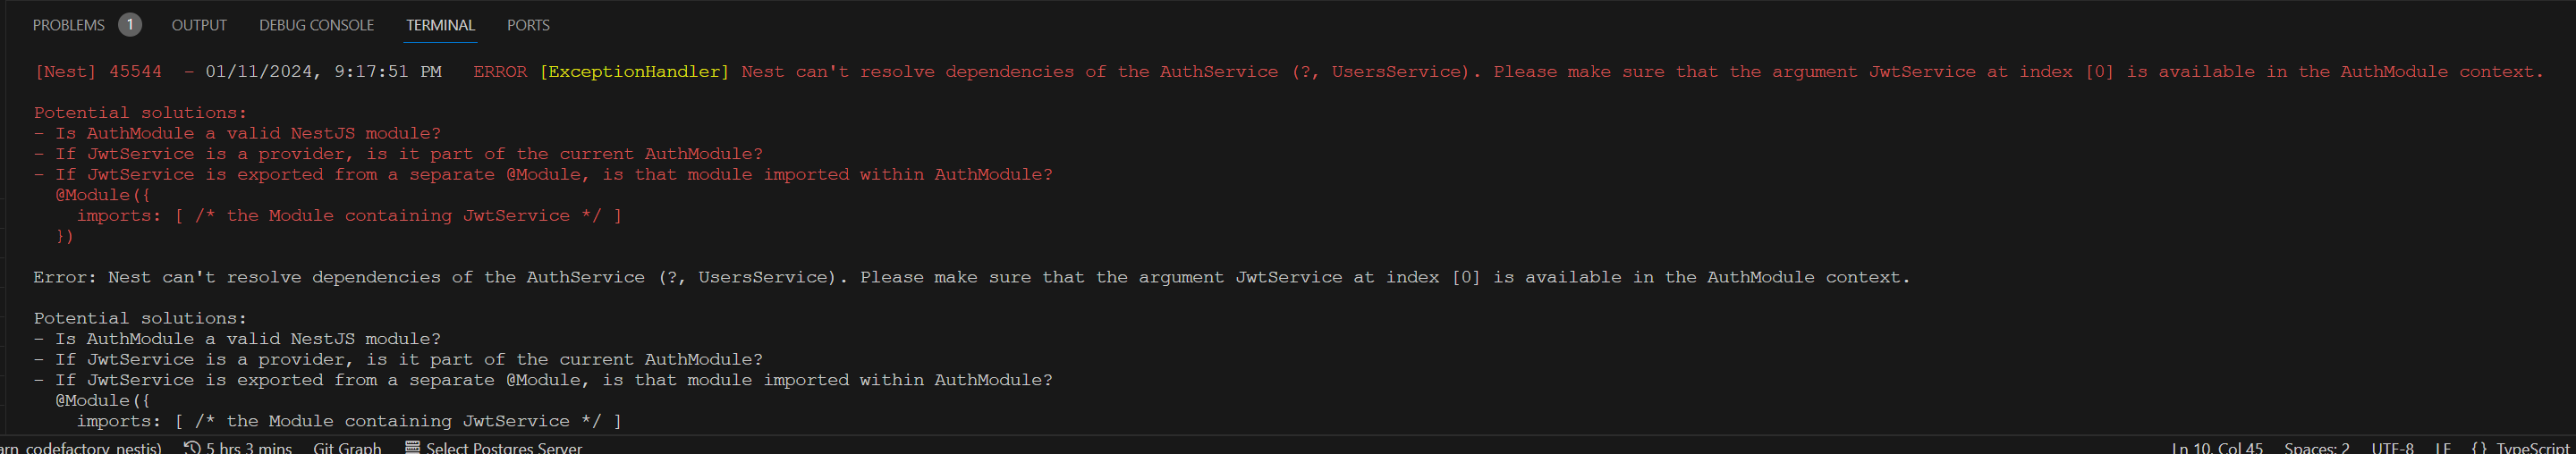 PROBLEMS 1 OUTPUT DEBUG CONSOLE TERMINAL PORTS
[Nest] 45544  - 01/11/2024, 9:17:51 PM   ERROR [ExceptionHandler] Nest can't resolve dependencies of the AuthService (?, UsersService). Please make sure that the argument JwtService at index [0] is available in the AuthModule context.
Potential solutions:
- Is AuthModule a valid NestJS module?
- If JwtService is a provider, is it part of the current AuthModule?
- If JwtService is exported from a separate @Module, is that module imported within AuthModule?
  @Module({
    imports: [ /* the Module containing JwtService */ ]
  })
Error: Nest can't resolve dependencies of the AuthService (?, UsersService). Please make sure that the argument JwtService at index [0] is available in the AuthModule context.
Potential solutions:
- Is AuthModule a valid NestJS module?
- If JwtService is a provider, is it part of the current AuthModule?
- If JwtService is exported from a separate @Module, is that module imported within AuthModule?
  @Module({
    imports: [ /* the Module containing JwtService */ ]
arn_codefactory_nestjs) 5 hrs 3 mins Git Graph Select Postgres Server Ln 10, Col 45 Spaces: 2 UTF-8 LF {} TypeScript